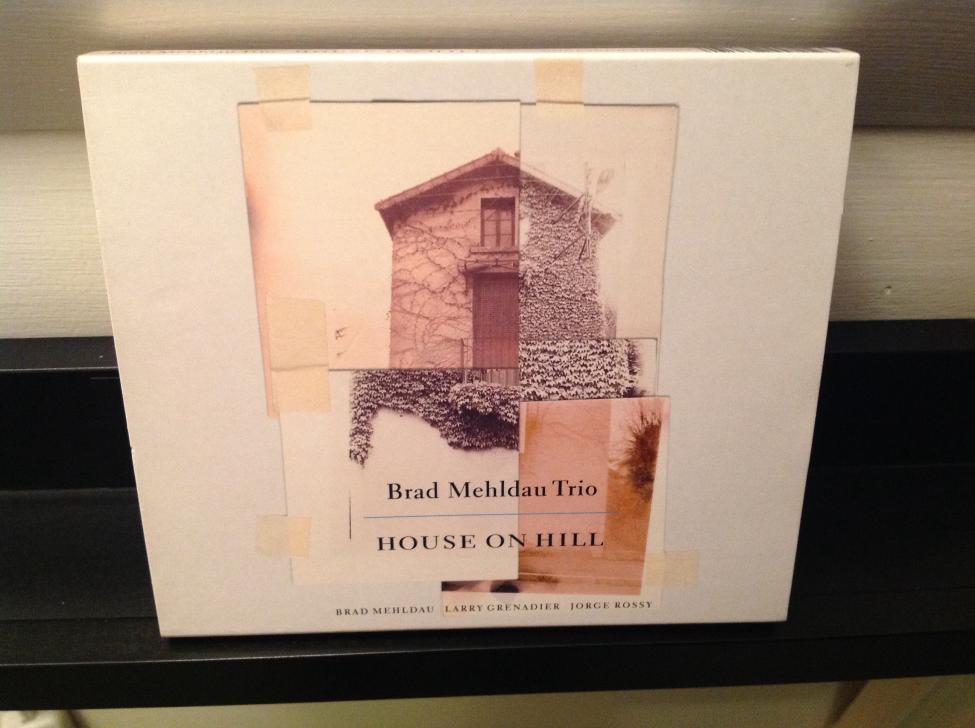 Brad Mehldau Trio
HOUSE ON HILL
BRAD MEHLDAU LARRY GRENADIER JORGE ROSSY